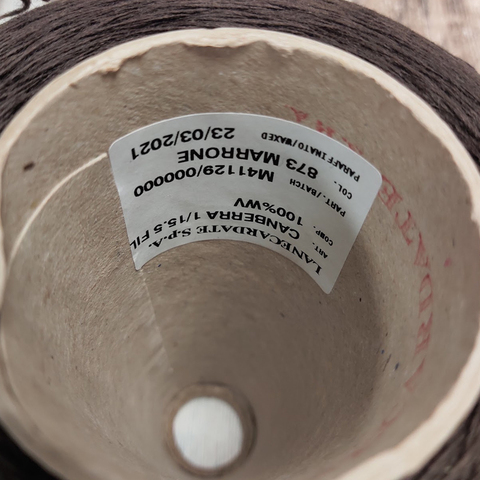 LANECARDATE S.p.A.
ART. CANBERRA 1/15.5 FIL
COMP. 100%WV
PART./BATCH M41129/000000
COL. 873 MARRONE
PARAFFINATO/WAXED 23/03/2021